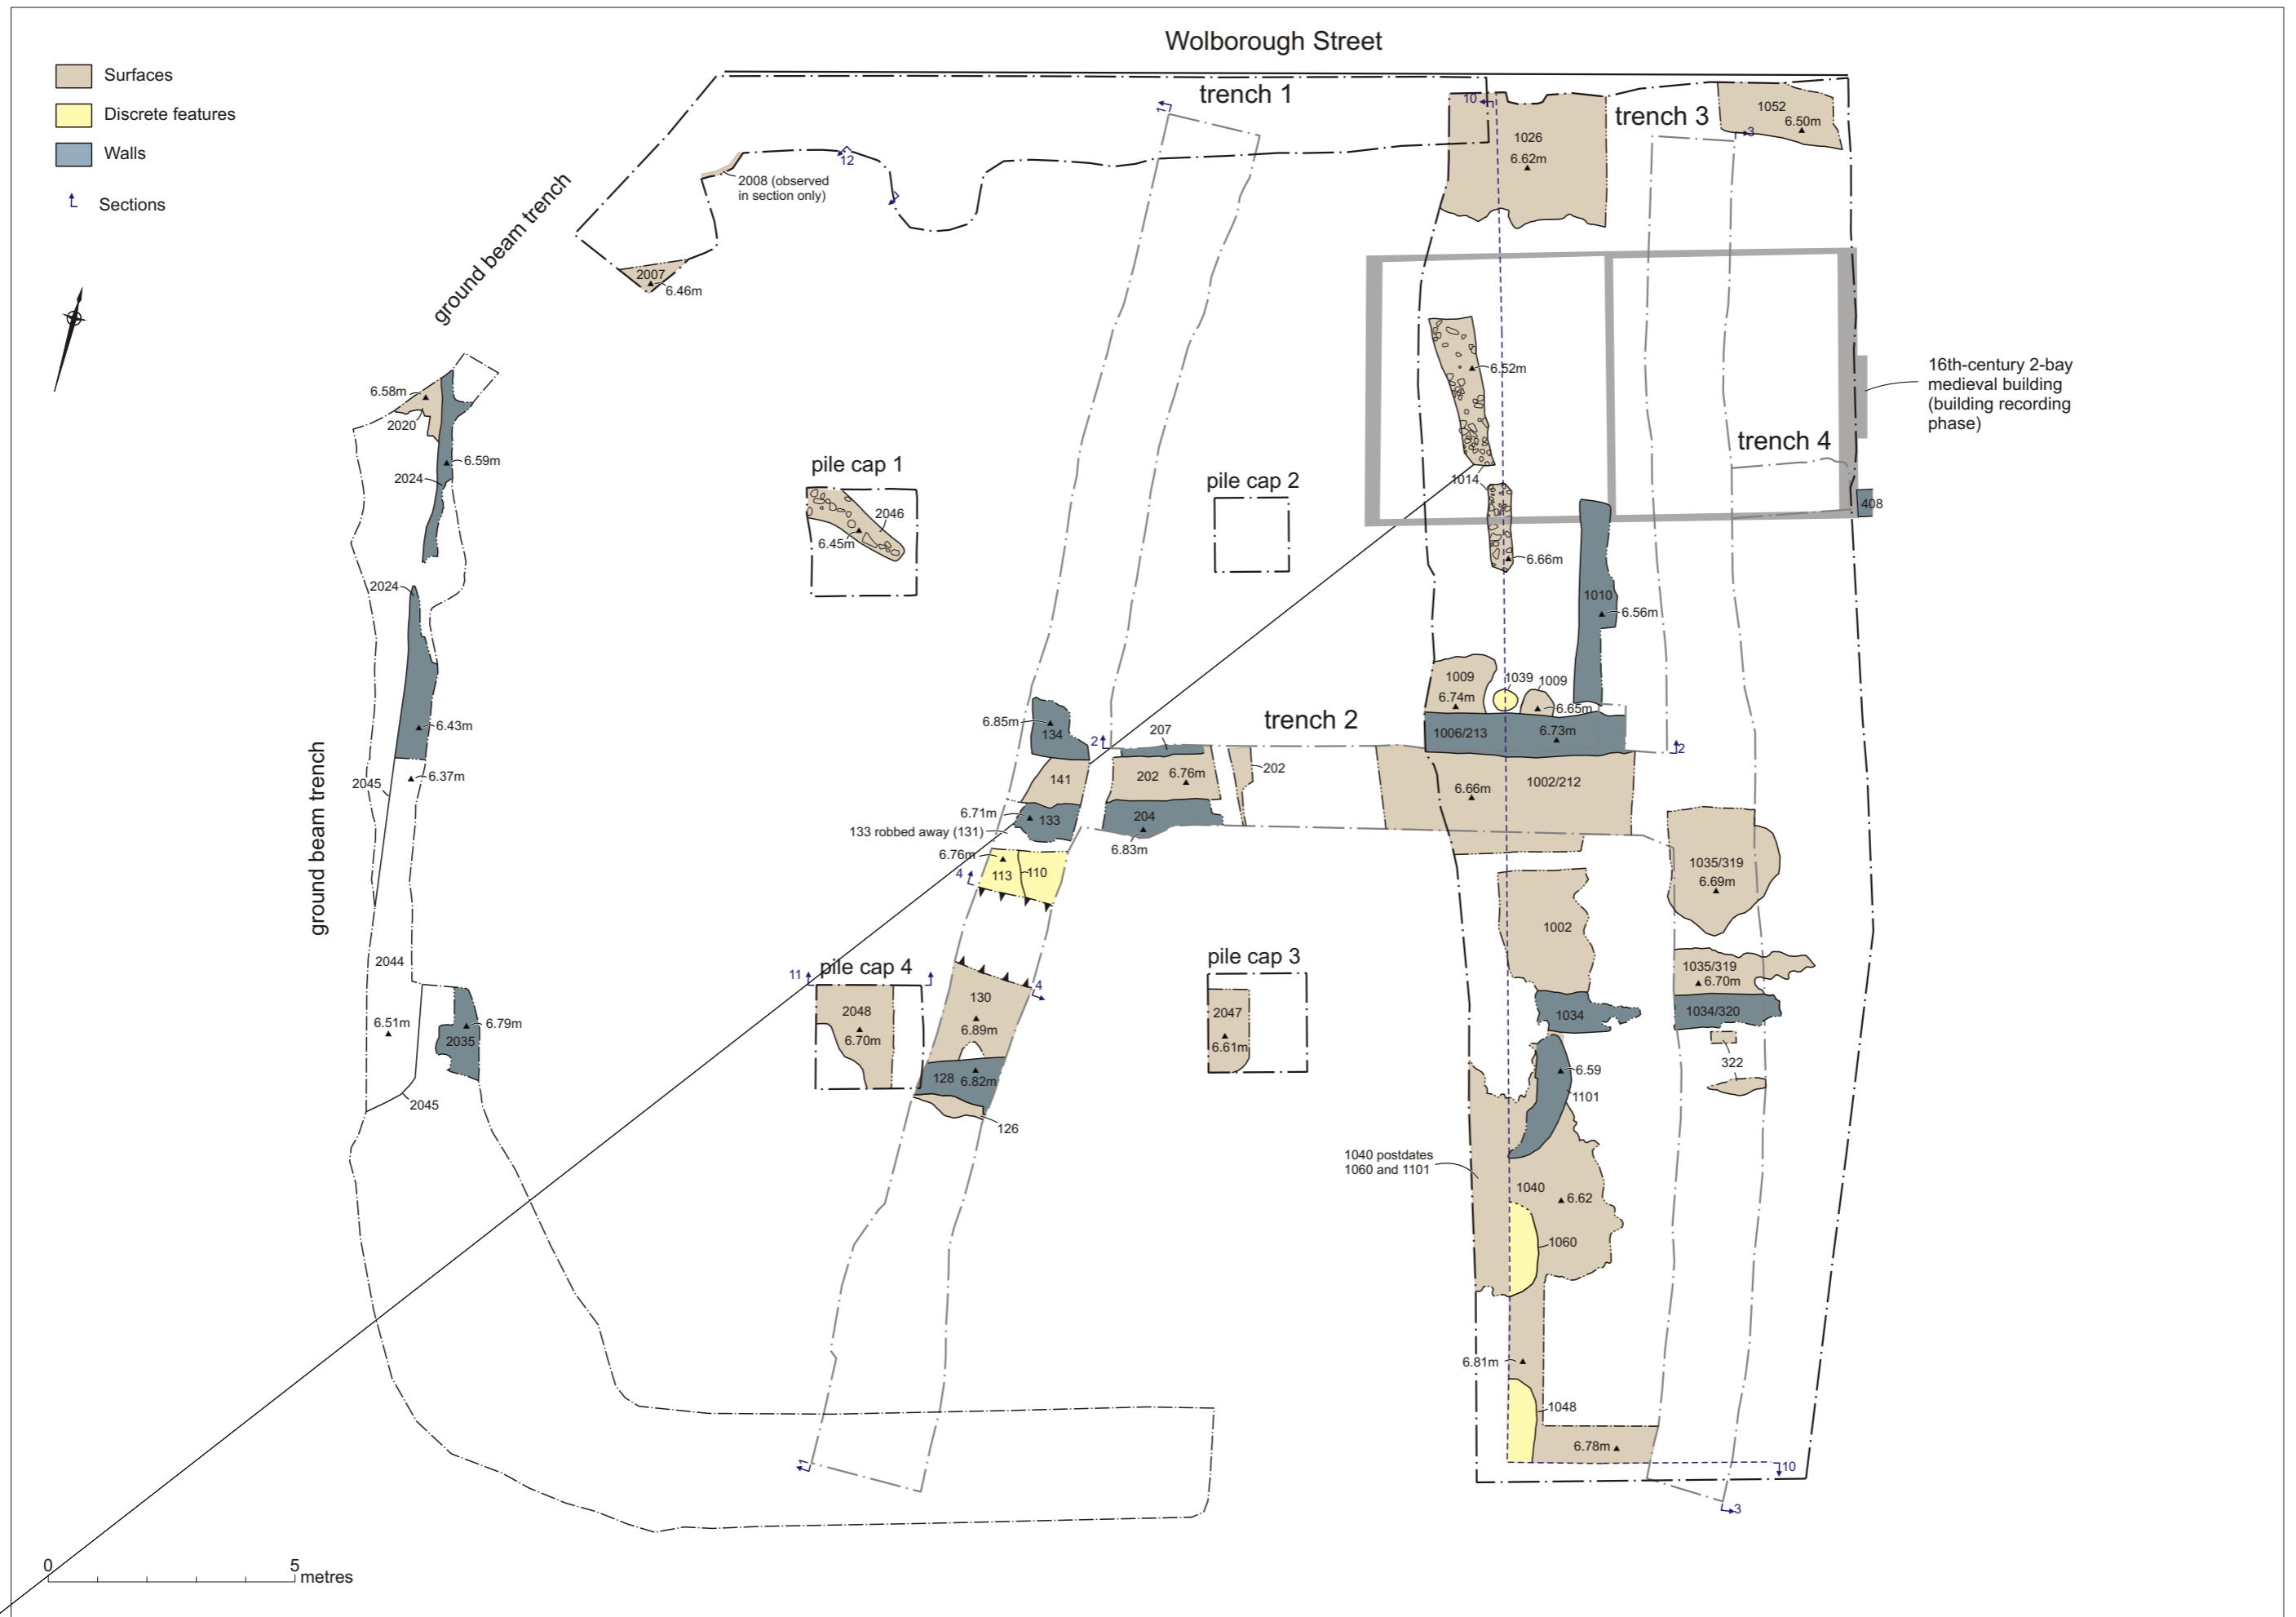 Wolborough Street
Surfaces
Discrete features
Walls
Sections
trench 1
trench 3
10
1
3
1052
6.50m
1026
6.62m
12
2008 (observed
in section only)
ground beam trench
2007
6.46m
6.52m
16th-century 2-bay
medieval building
(building recording
phase)
6.58m
2020
6.59m
2024
trench 4
pile cap 1
2046
6.45m
pile cap 2
1014
408
6.66m
2024
1010
6.56m
1009
6.74m
1039
1009
6.65m
6.85m
134
2
207
trench 2
1006/213
6.73m
2
6.43m
6.37m
2045
141
202
6.76m
202
6.66m
1002/212
6.71m
133
133 robbed away (131)
204
6.83m
6.76m
4
113
110
1035/319
6.69m
ground beam trench
1002
2044
11
pile cap 4
pile cap 3
4
1035/319
6.70m
2048
6.70m
130
6.89m
2047
6.61m
1034
1034/320
6.51m
6.79m
2035
322
128
6.82m
6.59
1101
2045
126
1040 postdates
1060 and 1101
1040
6.62
1060
6.81m
1048
6.78m
1
10
3
0
5
metres